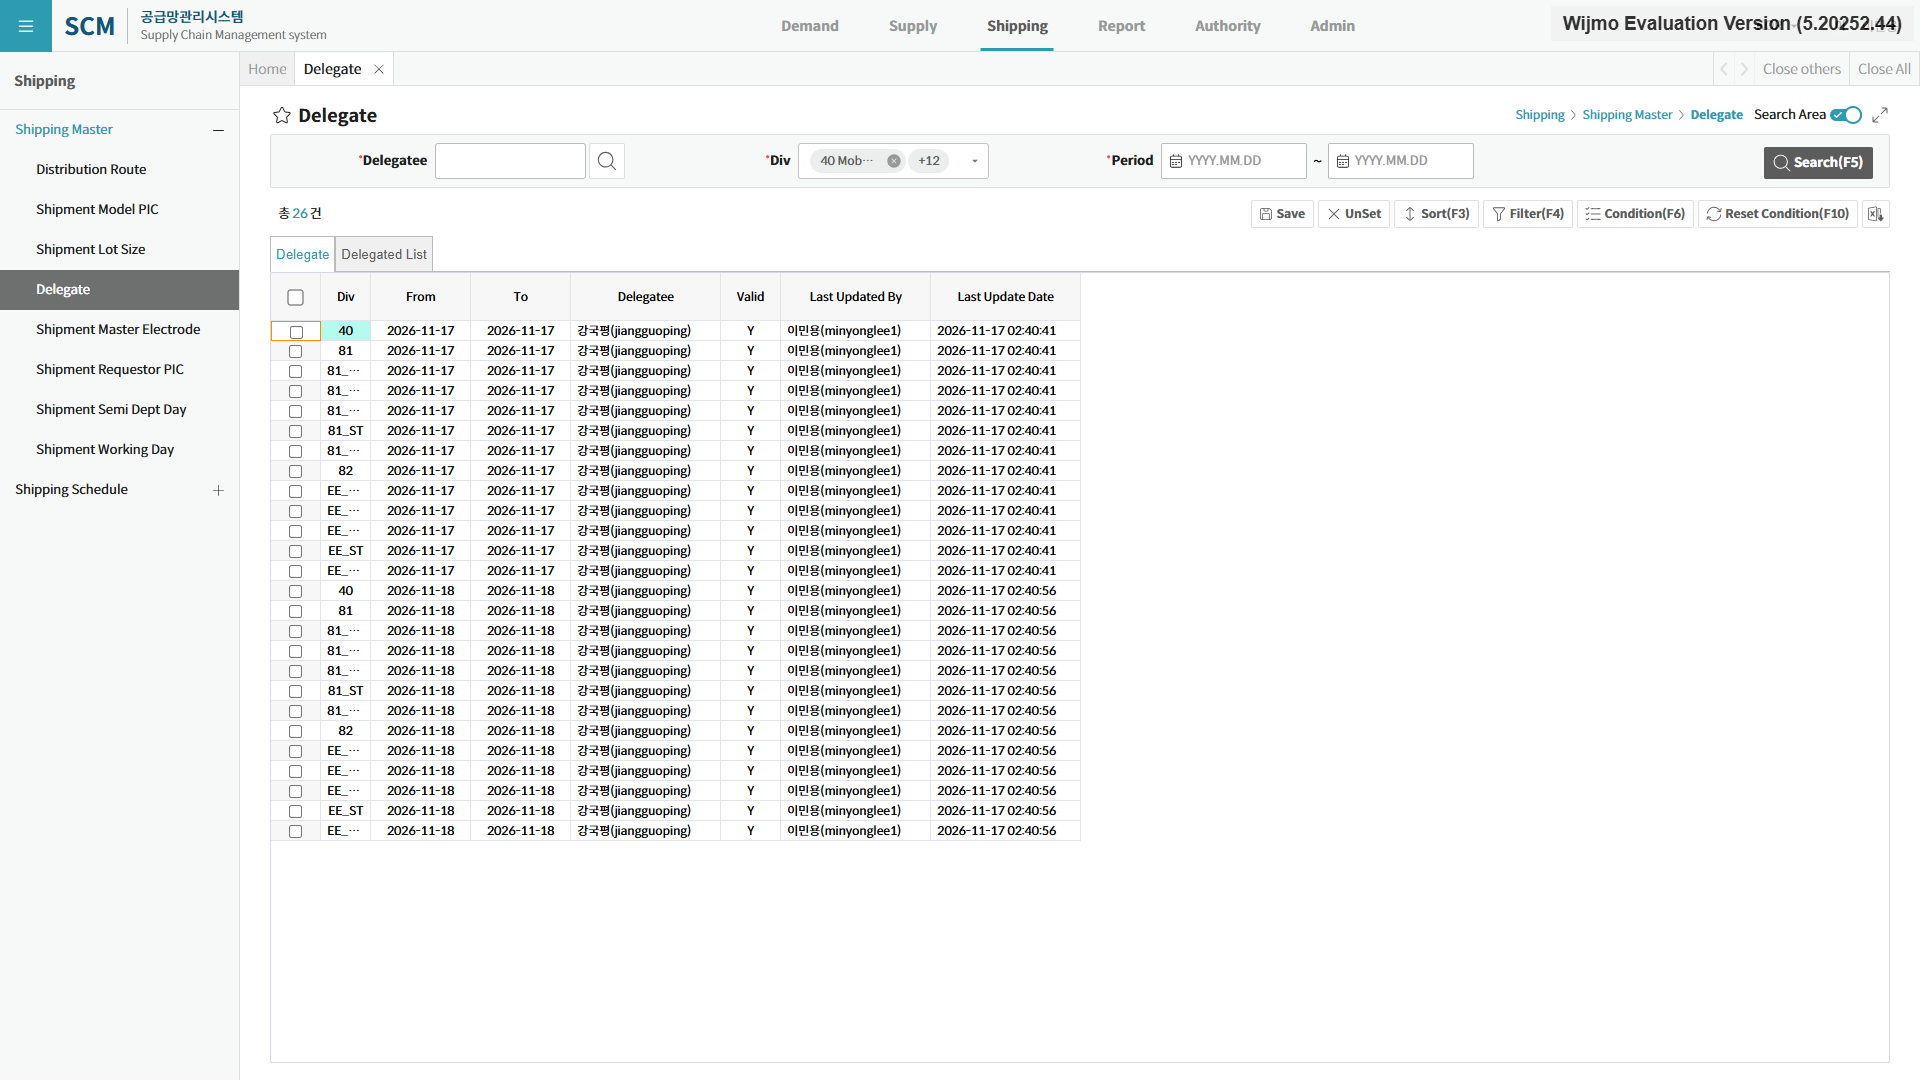 SCM
공급망관리시스템
Supply Chain Management system
Demand
Supply
Shipping
Report
Authority
Admin
Wijmo Evaluation Version (5.20252.44)
Shipping
Home
Delegate
Close others
Close All
Shipping Master
Distribution Route
Shipment Model PIC
Shipment Lot Size
Delegate
Shipment Master Electrode
Shipment Requestor PIC
Shipment Semi Dept Day
Shipment Working Day
Shipping Schedule
Delegate
Shipping > Shipping Master > Delegate
Search Area
*Delegatee
*Div
40 Mob···
+12
*Period
YYYY.MM.DD ~ YYYY.MM.DD
Search(F5)
총 26 건
Save
UnSet
Sort(F3)
Filter(F4)
Condition(F6)
Reset Condition(F10)
Delegate
Delegated List
Div From To Delegatee Valid Last Updated By Last Update Date
40 2026-11-17 2026-11-17 강국평(jiangguoping) Y 이민용(minyonglee1) 2026-11-17 02:40:41
81 2026-11-17 2026-11-17 강국평(jiangguoping) Y 이민용(minyonglee1) 2026-11-17 02:40:41
81_··· 2026-11-17 2026-11-17 강국평(jiangguoping) Y 이민용(minyonglee1) 2026-11-17 02:40:41
81_··· 2026-11-17 2026-11-17 강국평(jiangguoping) Y 이민용(minyonglee1) 2026-11-17 02:40:41
81_··· 2026-11-17 2026-11-17 강국평(jiangguoping) Y 이민용(minyonglee1) 2026-11-17 02:40:41
81_ST 2026-11-17 2026-11-17 강국평(jiangguoping) Y 이민용(minyonglee1) 2026-11-17 02:40:41
81_··· 2026-11-17 2026-11-17 강국평(jiangguoping) Y 이민용(minyonglee1) 2026-11-17 02:40:41
82 2026-11-17 2026-11-17 강국평(jiangguoping) Y 이민용(minyonglee1) 2026-11-17 02:40:41
EE_··· 2026-11-17 2026-11-17 강국평(jiangguoping) Y 이민용(minyonglee1) 2026-11-17 02:40:41
EE_··· 2026-11-17 2026-11-17 강국평(jiangguoping) Y 이민용(minyonglee1) 2026-11-17 02:40:41
EE_··· 2026-11-17 2026-11-17 강국평(jiangguoping) Y 이민용(minyonglee1) 2026-11-17 02:40:41
EE_ST 2026-11-17 2026-11-17 강국평(jiangguoping) Y 이민용(minyonglee1) 2026-11-17 02:40:41
EE_··· 2026-11-17 2026-11-17 강국평(jiangguoping) Y 이민용(minyonglee1) 2026-11-17 02:40:41
40 2026-11-18 2026-11-18 강국평(jiangguoping) Y 이민용(minyonglee1) 2026-11-17 02:40:56
81 2026-11-18 2026-11-18 강국평(jiangguoping) Y 이민용(minyonglee1) 2026-11-17 02:40:56
81_··· 2026-11-18 2026-11-18 강국평(jiangguoping) Y 이민용(minyonglee1) 2026-11-17 02:40:56
81_··· 2026-11-18 2026-11-18 강국평(jiangguoping) Y 이민용(minyonglee1) 2026-11-17 02:40:56
81_··· 2026-11-18 2026-11-18 강국평(jiangguoping) Y 이민용(minyonglee1) 2026-11-17 02:40:56
81_ST 2026-11-18 2026-11-18 강국평(jiangguoping) Y 이민용(minyonglee1) 2026-11-17 02:40:56
81_··· 2026-11-18 2026-11-18 강국평(jiangguoping) Y 이민용(minyonglee1) 2026-11-17 02:40:56
82 2026-11-18 2026-11-18 강국평(jiangguoping) Y 이민용(minyonglee1) 2026-11-17 02:40:56
EE_··· 2026-11-18 2026-11-18 강국평(jiangguoping) Y 이민용(minyonglee1) 2026-11-17 02:40:56
EE_··· 2026-11-18 2026-11-18 강국평(jiangguoping) Y 이민용(minyonglee1) 2026-11-17 02:40:56
EE_··· 2026-11-18 2026-11-18 강국평(jiangguoping) Y 이민용(minyonglee1) 2026-11-17 02:40:56
EE_ST 2026-11-18 2026-11-18 강국평(jiangguoping) Y 이민용(minyonglee1) 2026-11-17 02:40:56
EE_··· 2026-11-18 2026-11-18 강국평(jiangguoping) Y 이민용(minyonglee1) 2026-11-17 02:40:56